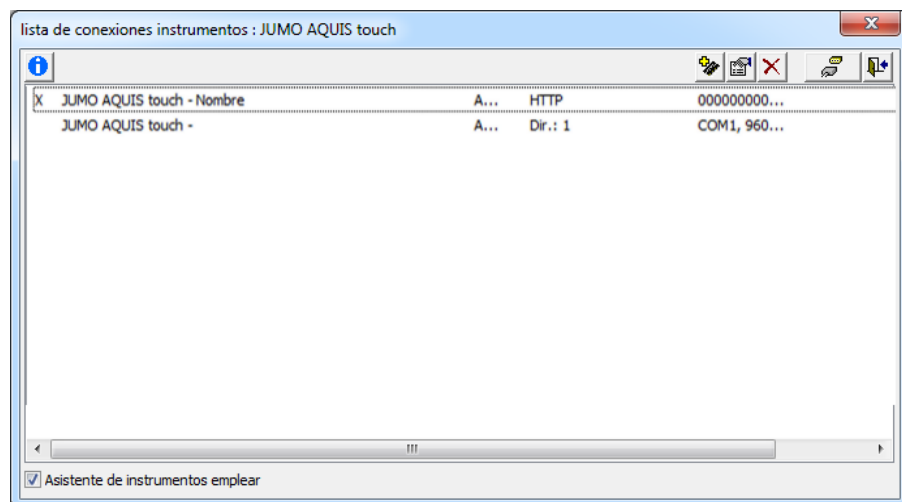 lista de conexiones instrumentos : JUMO AQUIS touch
X JUMO AQUIS touch - Nombre A... HTTP 000000000...
JUMO AQUIS touch - A... Dir.: 1 COM1, 960...
Asistente de instrumentos emplear